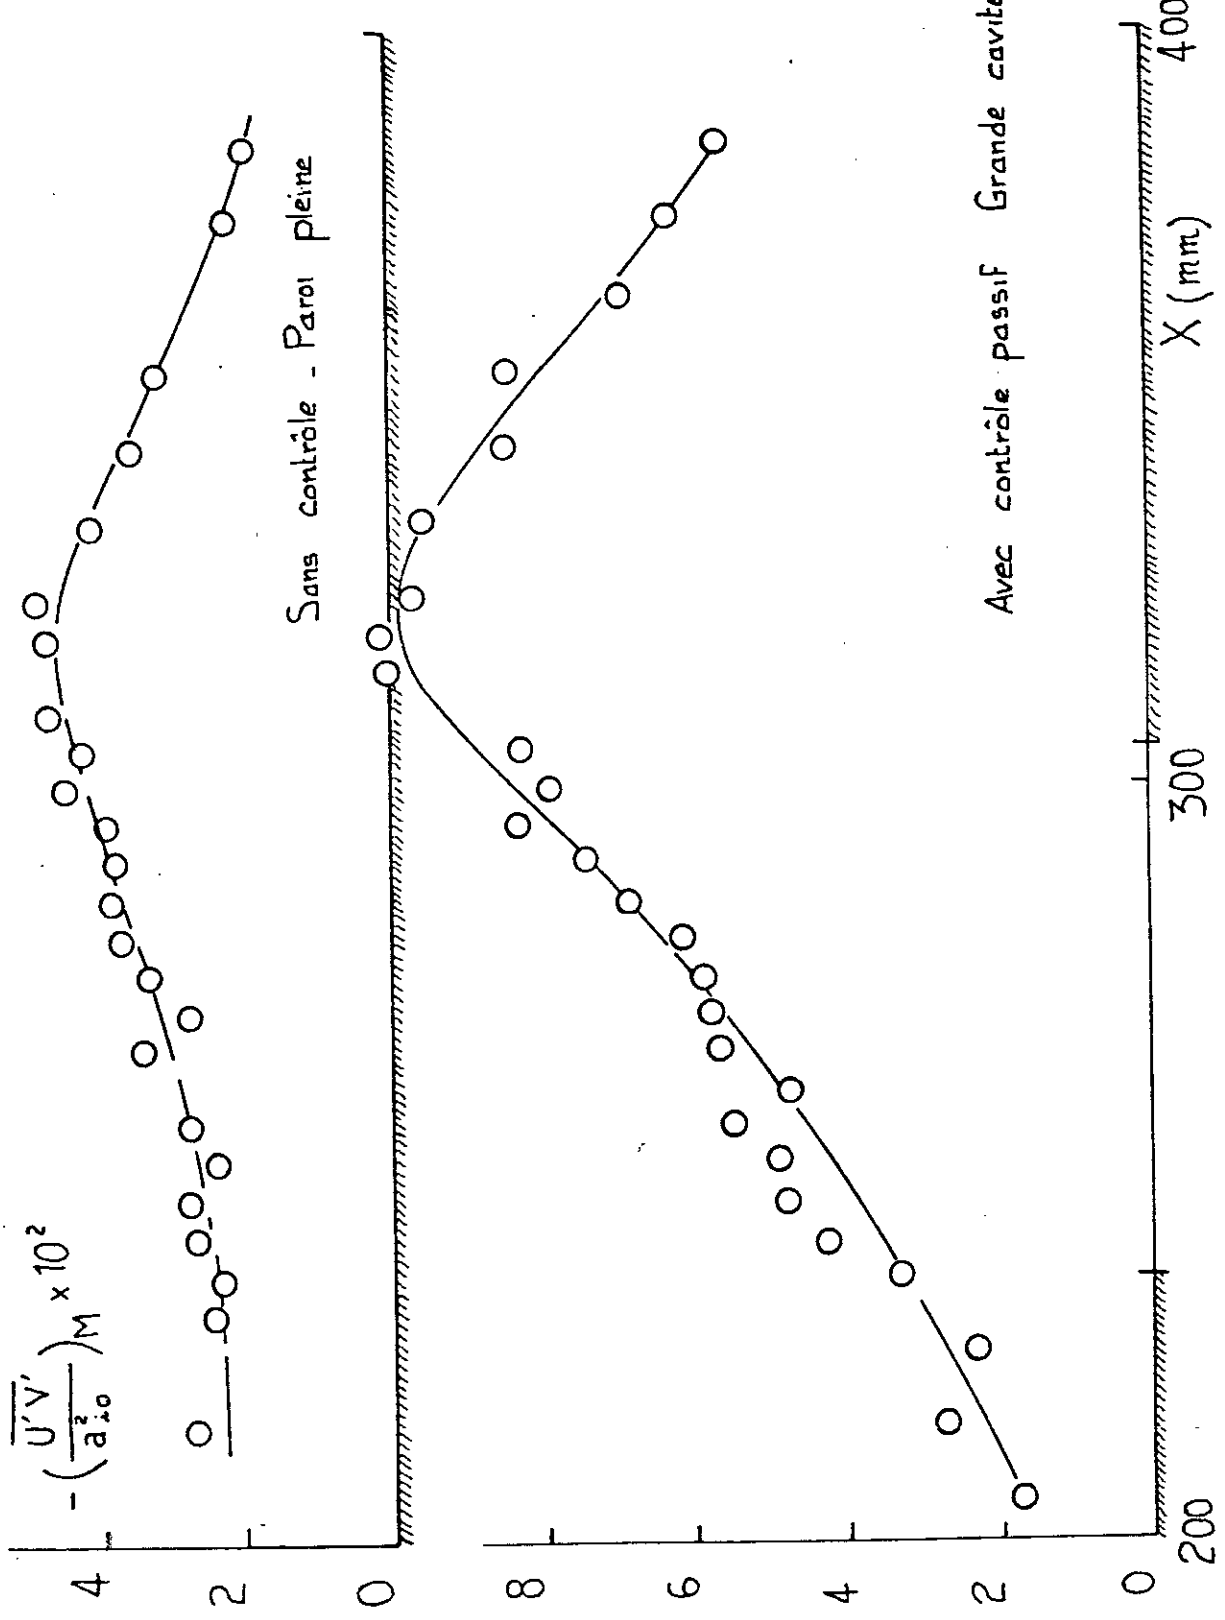 -(U'V'/a²io)M x 10²
4
2
0
Sans contrôle - Paroi pleine
8
6
4
2
0
Avec contrôle passif Grande cavité
200
300
400
X (mm)